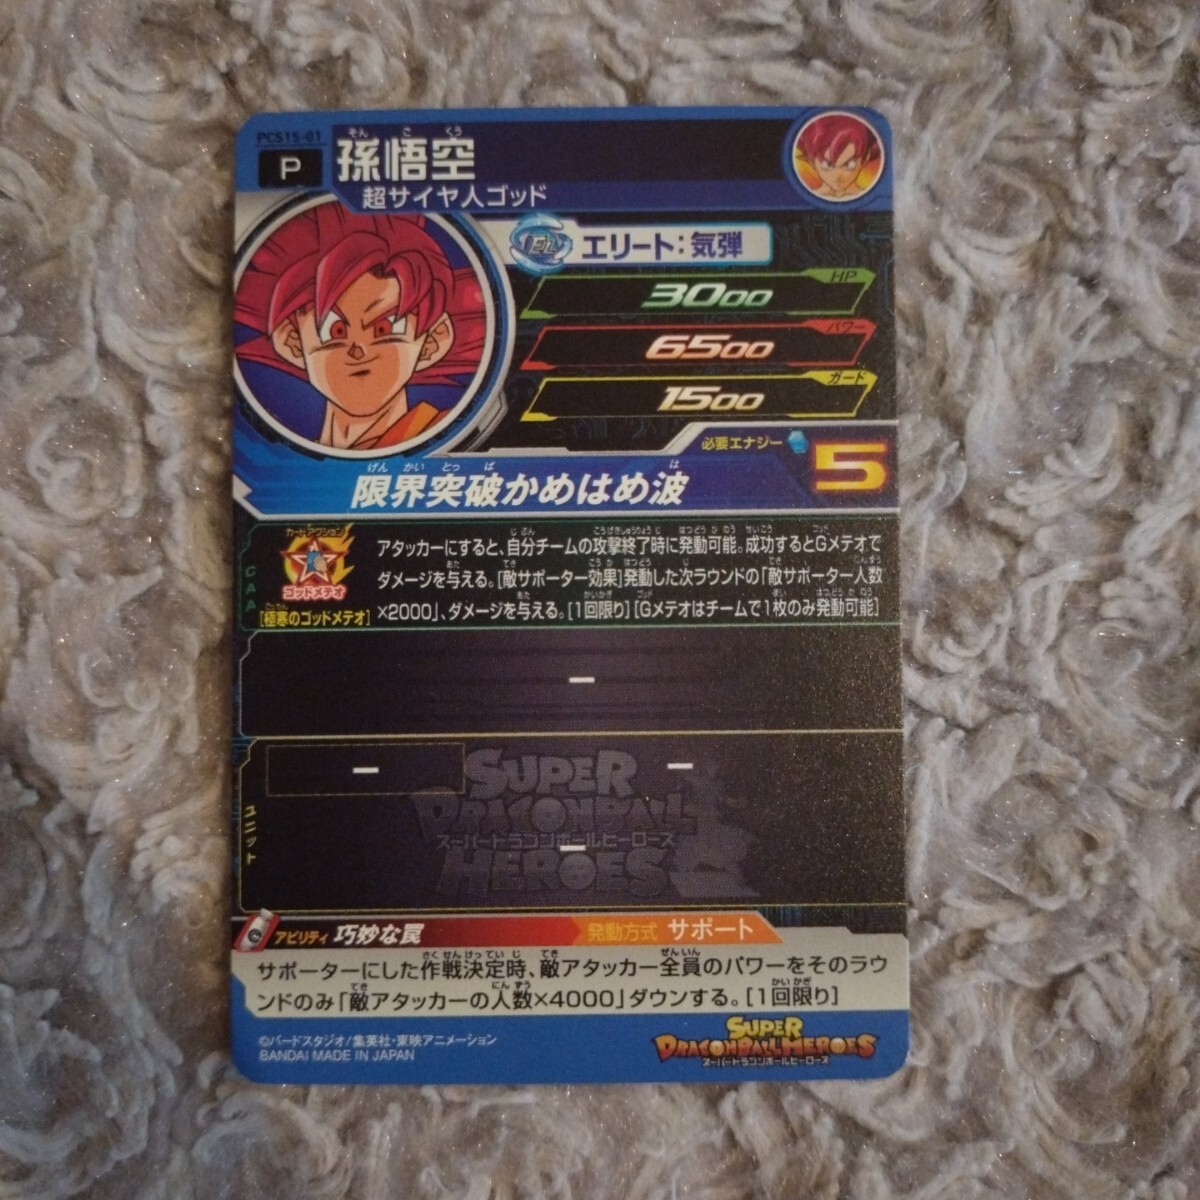 PCS15-01
P
そん ご くう
孫悟空
超サイヤ人ゴッド
EL エリート:気弾
HP
3000
パワー
6500
ガード
1500
必要エナジー 5
げん かい とっ ぱ は
限界突破かめはめ波
CAA
カードアクション
ゴッドメテオ
[極寒のゴッドメテオ]
アタッカーにすると、自分チームの攻撃終了時に発動可能。成功するとGメテオで
ダメージを与える。[敵サポーター効果]発動した次ラウンドの「敵サポーター人数
×2000」、ダメージを与える。[1回限り][Gメテオはチームで1枚のみ発動可能]
ー
ユニット
ー ー
ー
SUPER
DRAGONBALL
スーパードラゴンボールヒーローズ
HEROES
アビリティ 巧妙な罠 発動方式 サポート
サポーターにした作戦決定時、敵アタッカー全員のパワーをそのラウ
ンドのみ「敵アタッカーの人数×4000」ダウンする。[1回限り]
©バードスタジオ/集英社・東映アニメーション
BANDAI MADE IN JAPAN
SUPER
DRAGONBALL HEROES
スーパードラゴンボールヒーローズ